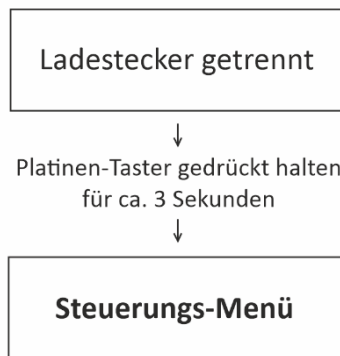 Ladestecker getrennt
Platinen-Taster gedrückt halten
für ca. 3 Sekunden
Steuerungs-Menü